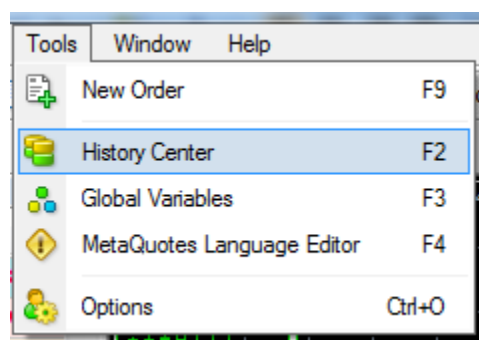 Tools Window Help
New Order F9
History Center F2
Global Variables F3
MetaQuotes Language Editor F4
Options Ctrl+O